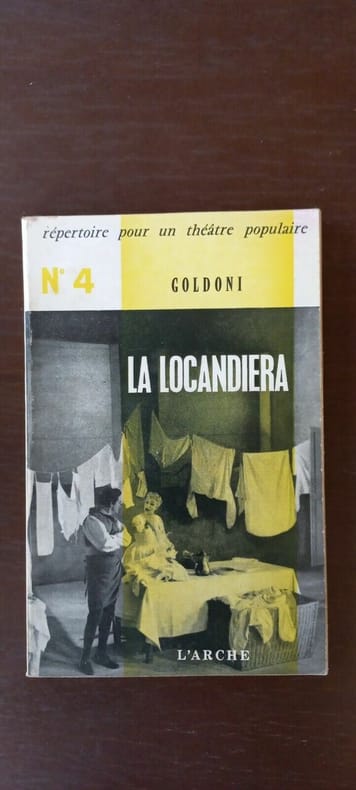 répertoire pour un théâtre populaire
N° 4
GOLDONI
LA LOCANDIERA
L'ARCHE